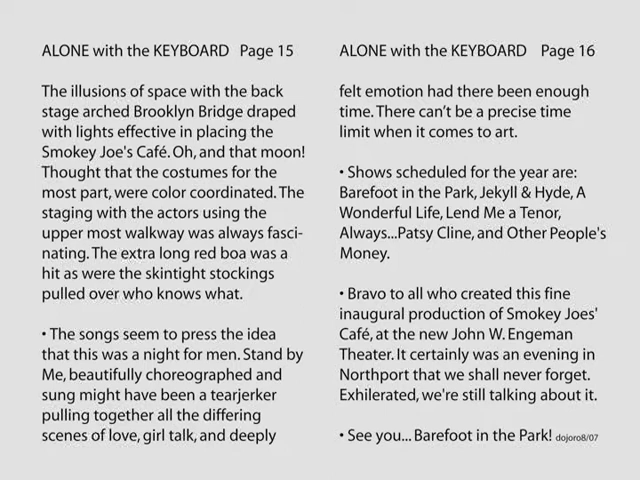 ALONE with the KEYBOARD Page 15
The illusions of space with the back
stage arched Brooklyn Bridge draped
with lights effective in placing the
Smokey Joe's Café. Oh, and that moon!
Thought that the costumes for the
most part, were color coordinated. The
staging with the actors using the
upper most walkway was always fasci-
nating. The extra long red boa was a
hit as were the skintight stockings
pulled over who knows what.
• The songs seem to press the idea
that this was a night for men. Stand by
Me, beautifully choreographed and
sung might have been a tearjerker
pulling together all the differing
scenes of love, girl talk, and deeply
ALONE with the KEYBOARD Page 16
felt emotion had there been enough
time. There can't be a precise time
limit when it comes to art.
• Shows scheduled for the year are:
Barefoot in the Park, Jekyll & Hyde, A
Wonderful Life, Lend Me a Tenor,
Always...Patsy Cline, and Other People's
Money.
• Bravo to all who created this fine
inaugural production of Smokey Joes'
Café, at the new John W. Engeman
Theater. It certainly was an evening in
Northport that we shall never forget.
Exhilerated, we're still talking about it.
• See you... Barefoot in the Park! dojoro8/07